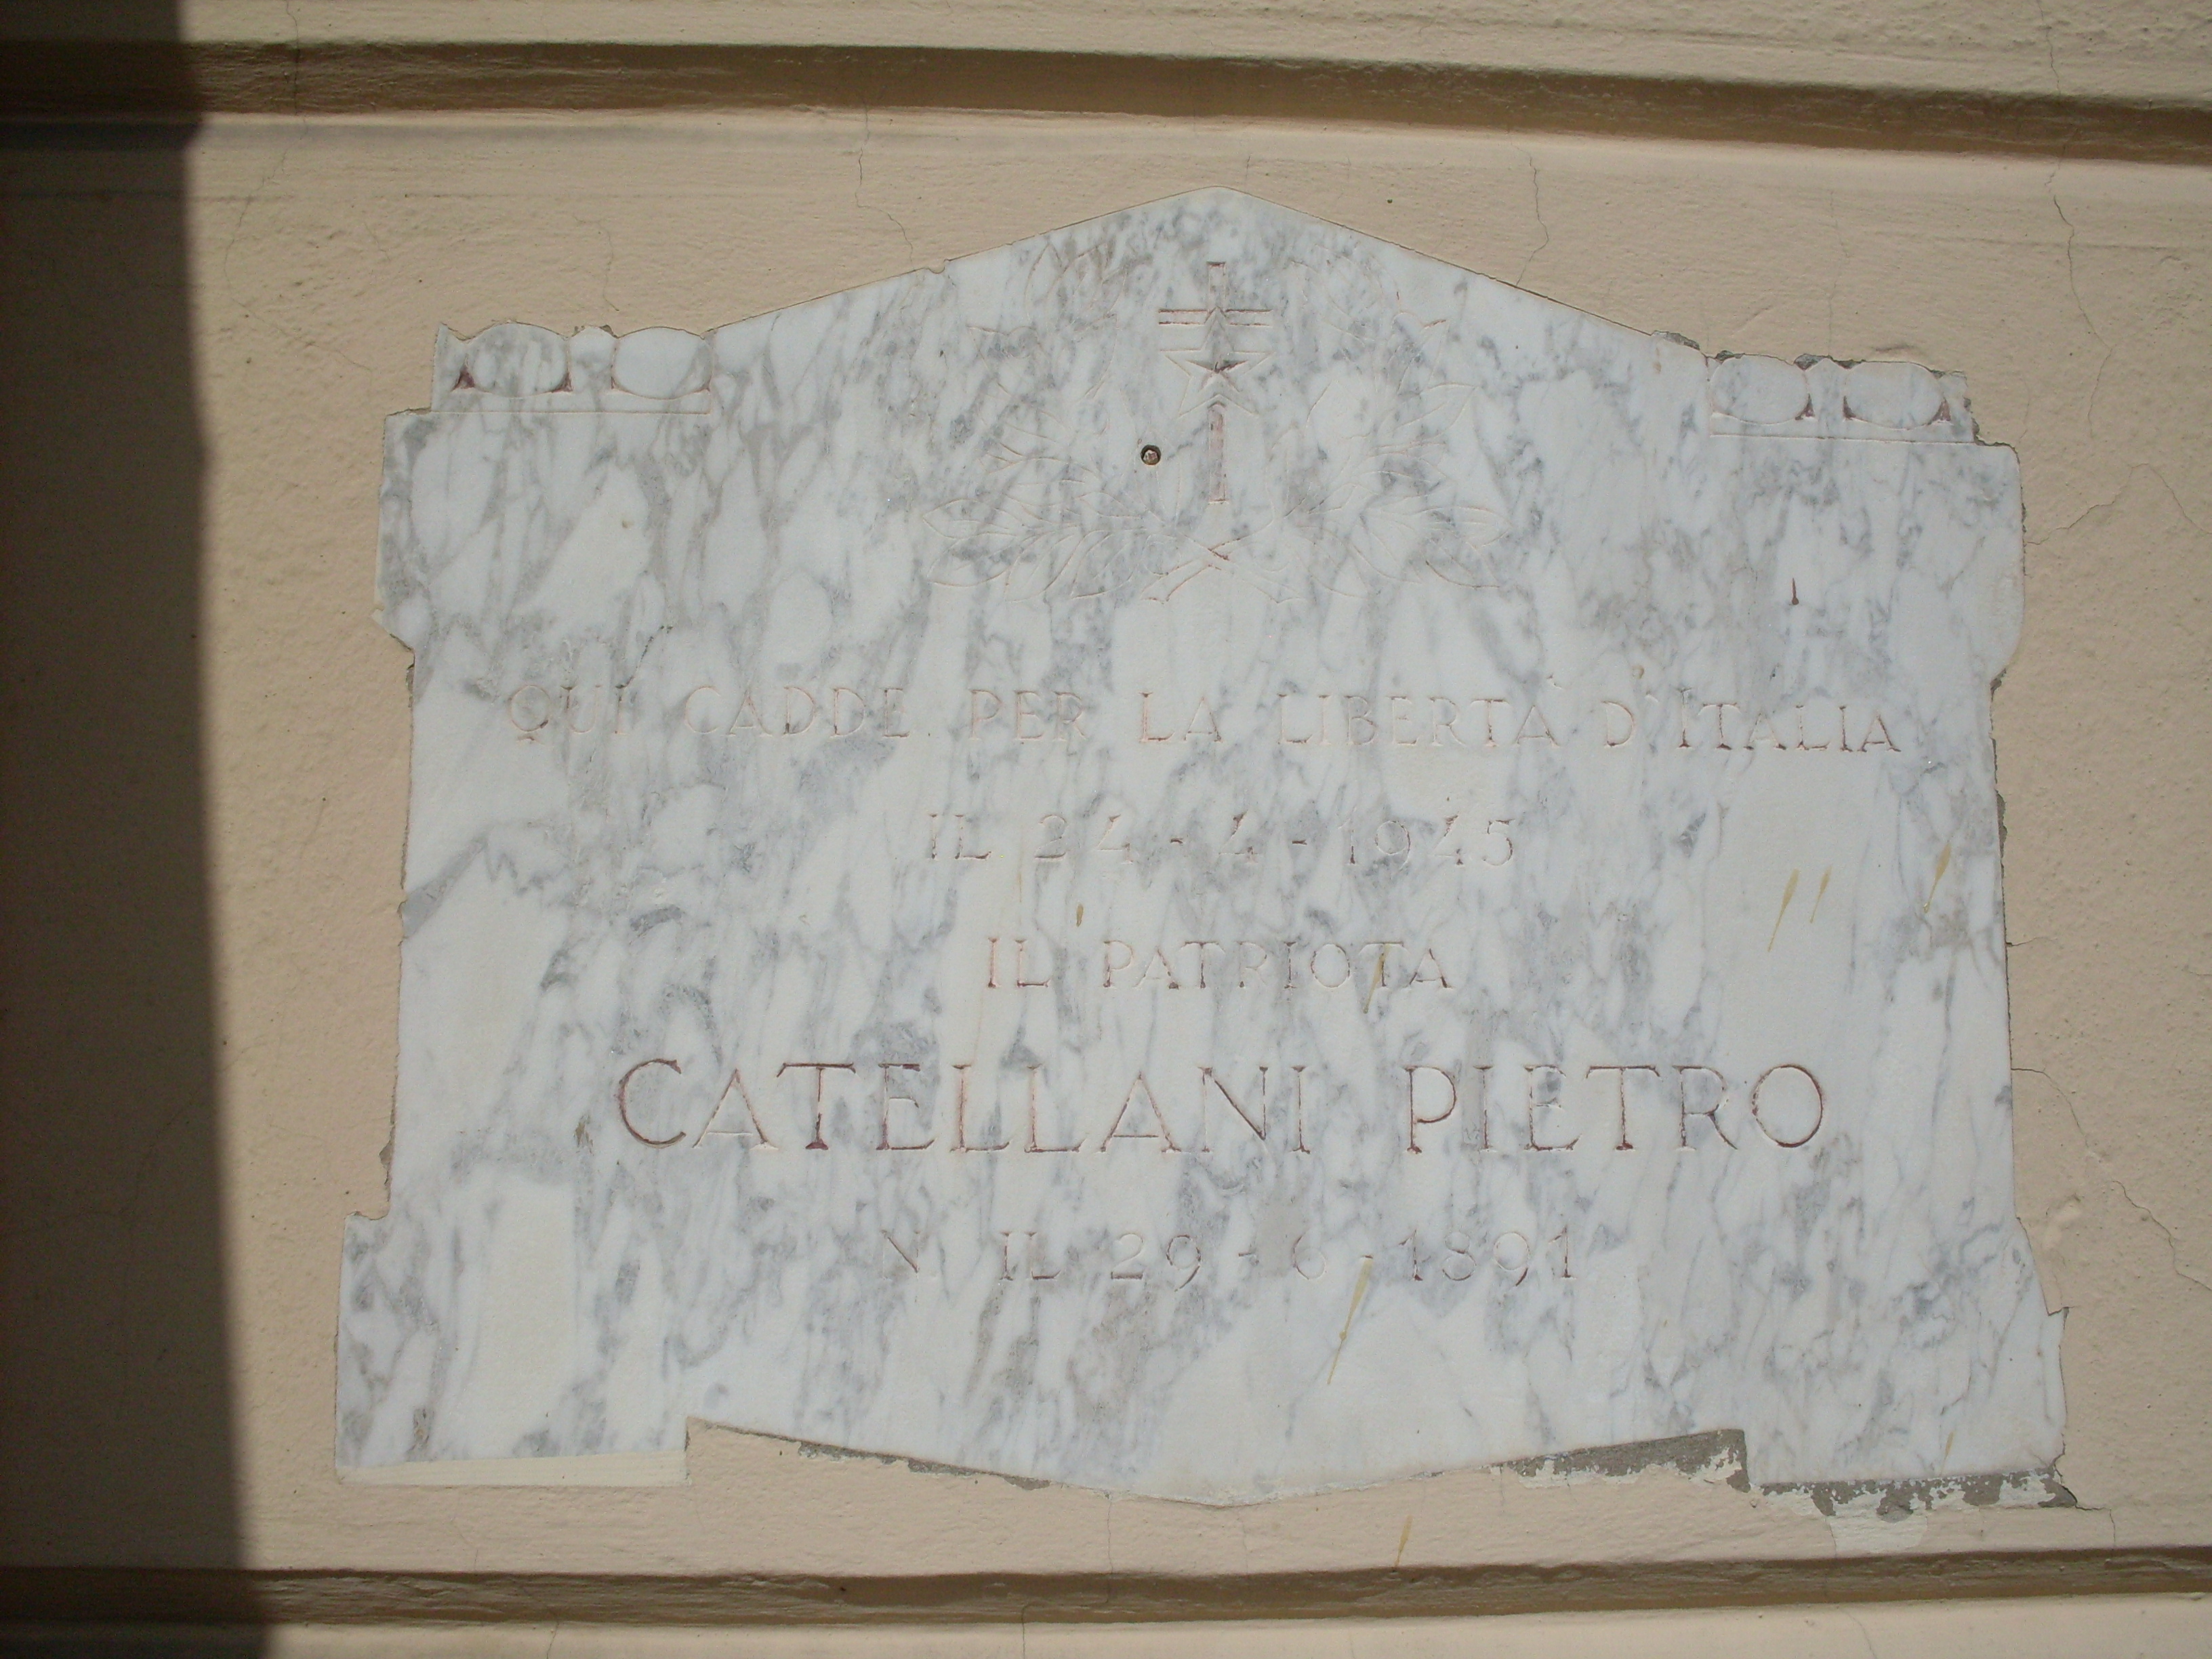 QUI CADDE PER LA LIBERTÀ D'ITALIA
IL 24-4-1945
IL PATRIOTA
CATELLANI PIETRO
N. IL 29-6-1891